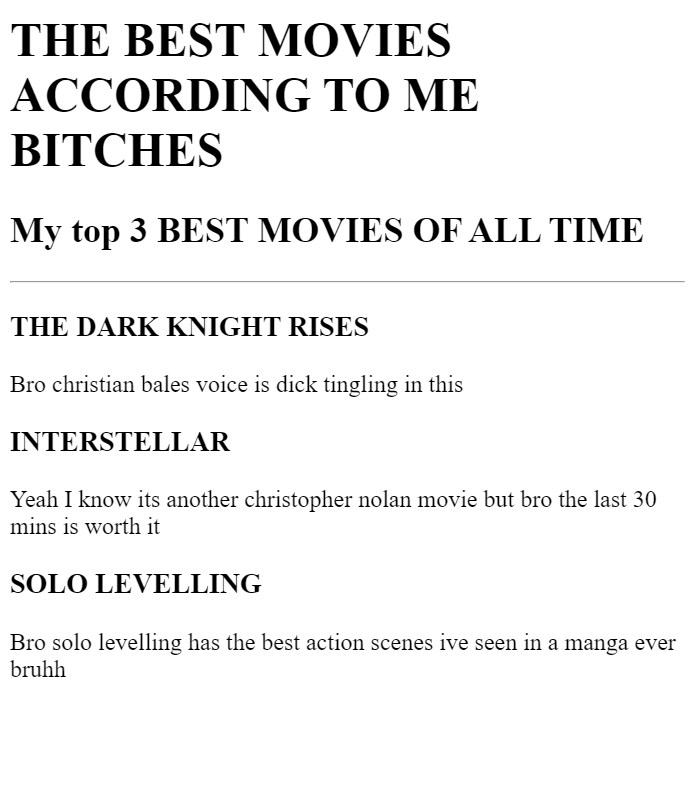 THE BEST MOVIES
ACCORDING TO ME
BITCHES
My top 3 BEST MOVIES OF ALL TIME
THE DARK KNIGHT RISES
Bro christian bales voice is dick tingling in this
INTERSTELLAR
Yeah I know its another christopher nolan movie but bro the last 30
mins is worth it
SOLO LEVELLING
Bro solo levelling has the best action scenes ive seen in a manga ever
bruhh